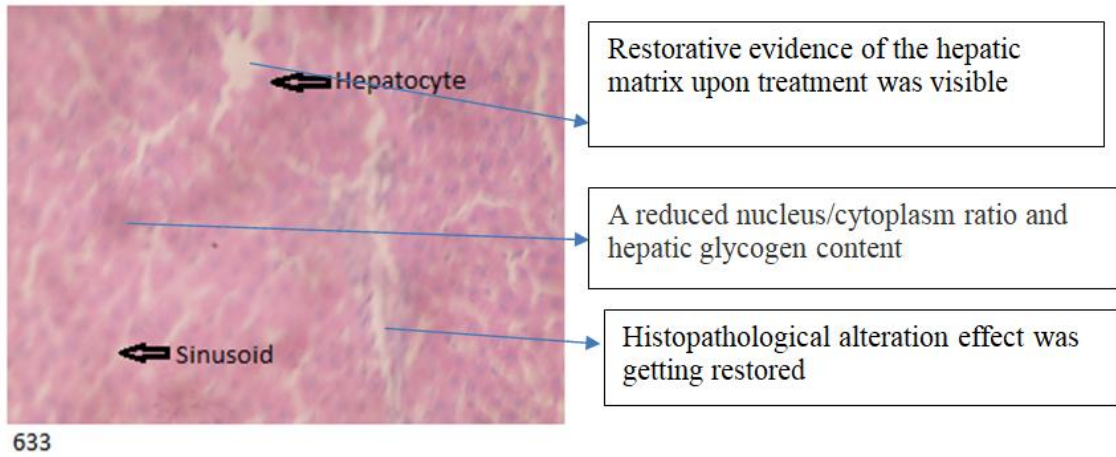 Restorative evidence of the hepatic
matrix upon treatment was visible
Hepatocyte
A reduced nucleus/cytoplasm ratio and
hepatic glycogen content
Histopathological alteration effect was
getting restored
Sinusoid
633